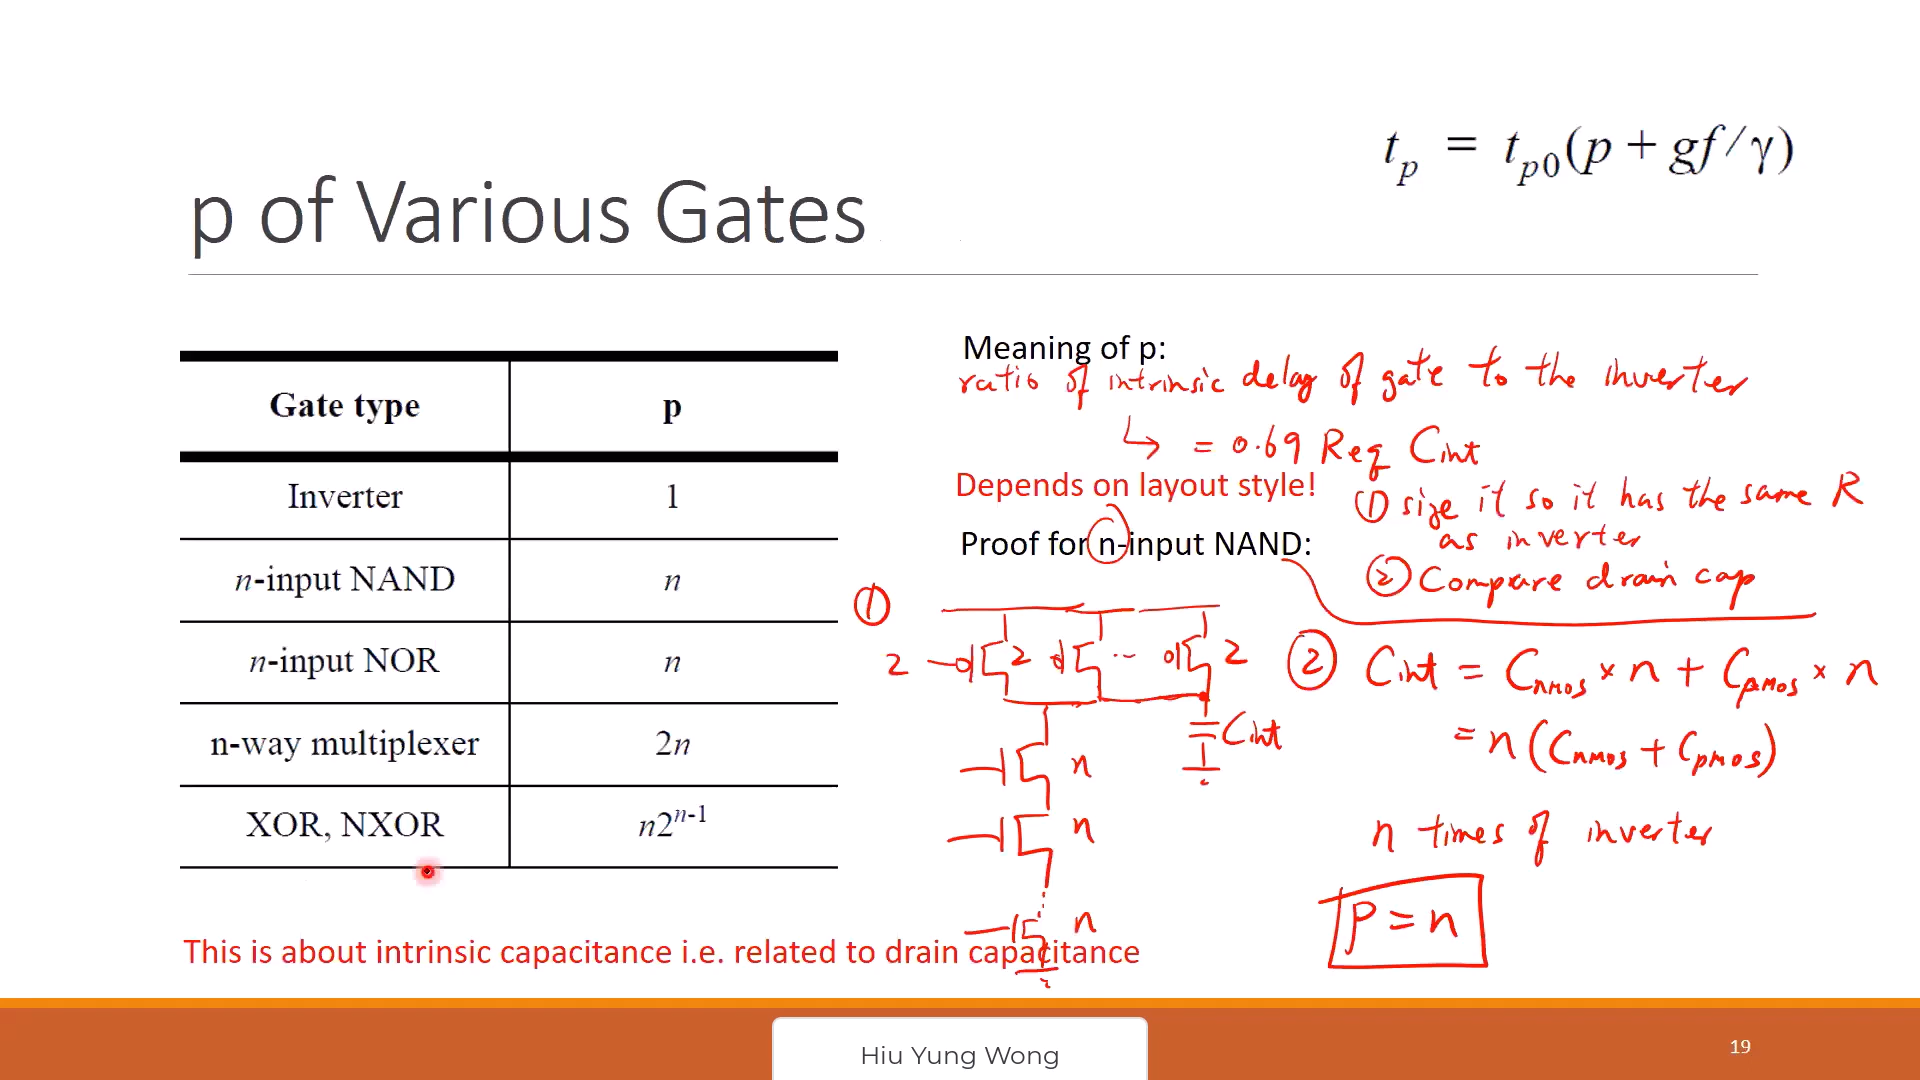 t_p = t_p0(p + gf/γ)
p of Various Gates
Gate type p
Inverter 1
n-input NAND n
n-input NOR n
n-way multiplexer 2n
XOR, NXOR n2^(n-1)
This is about intrinsic capacitance i.e. related to drain capacitance
Meaning of p:
ratio of intrinsic delay of gate to the inverter
↳ = 0.69 Req Cint
Depends on layout style!
① size it so it has the same R
as inverter
Proof for n-input NAND:
② Compare drain cap
①
2 2 ... 2
Cint
n
n
n
② Cint = Cnmos × n + Cpmos × n
= n (Cnmos + Cpmos)
n times of inverter
P = n
Hiu Yung Wong
19